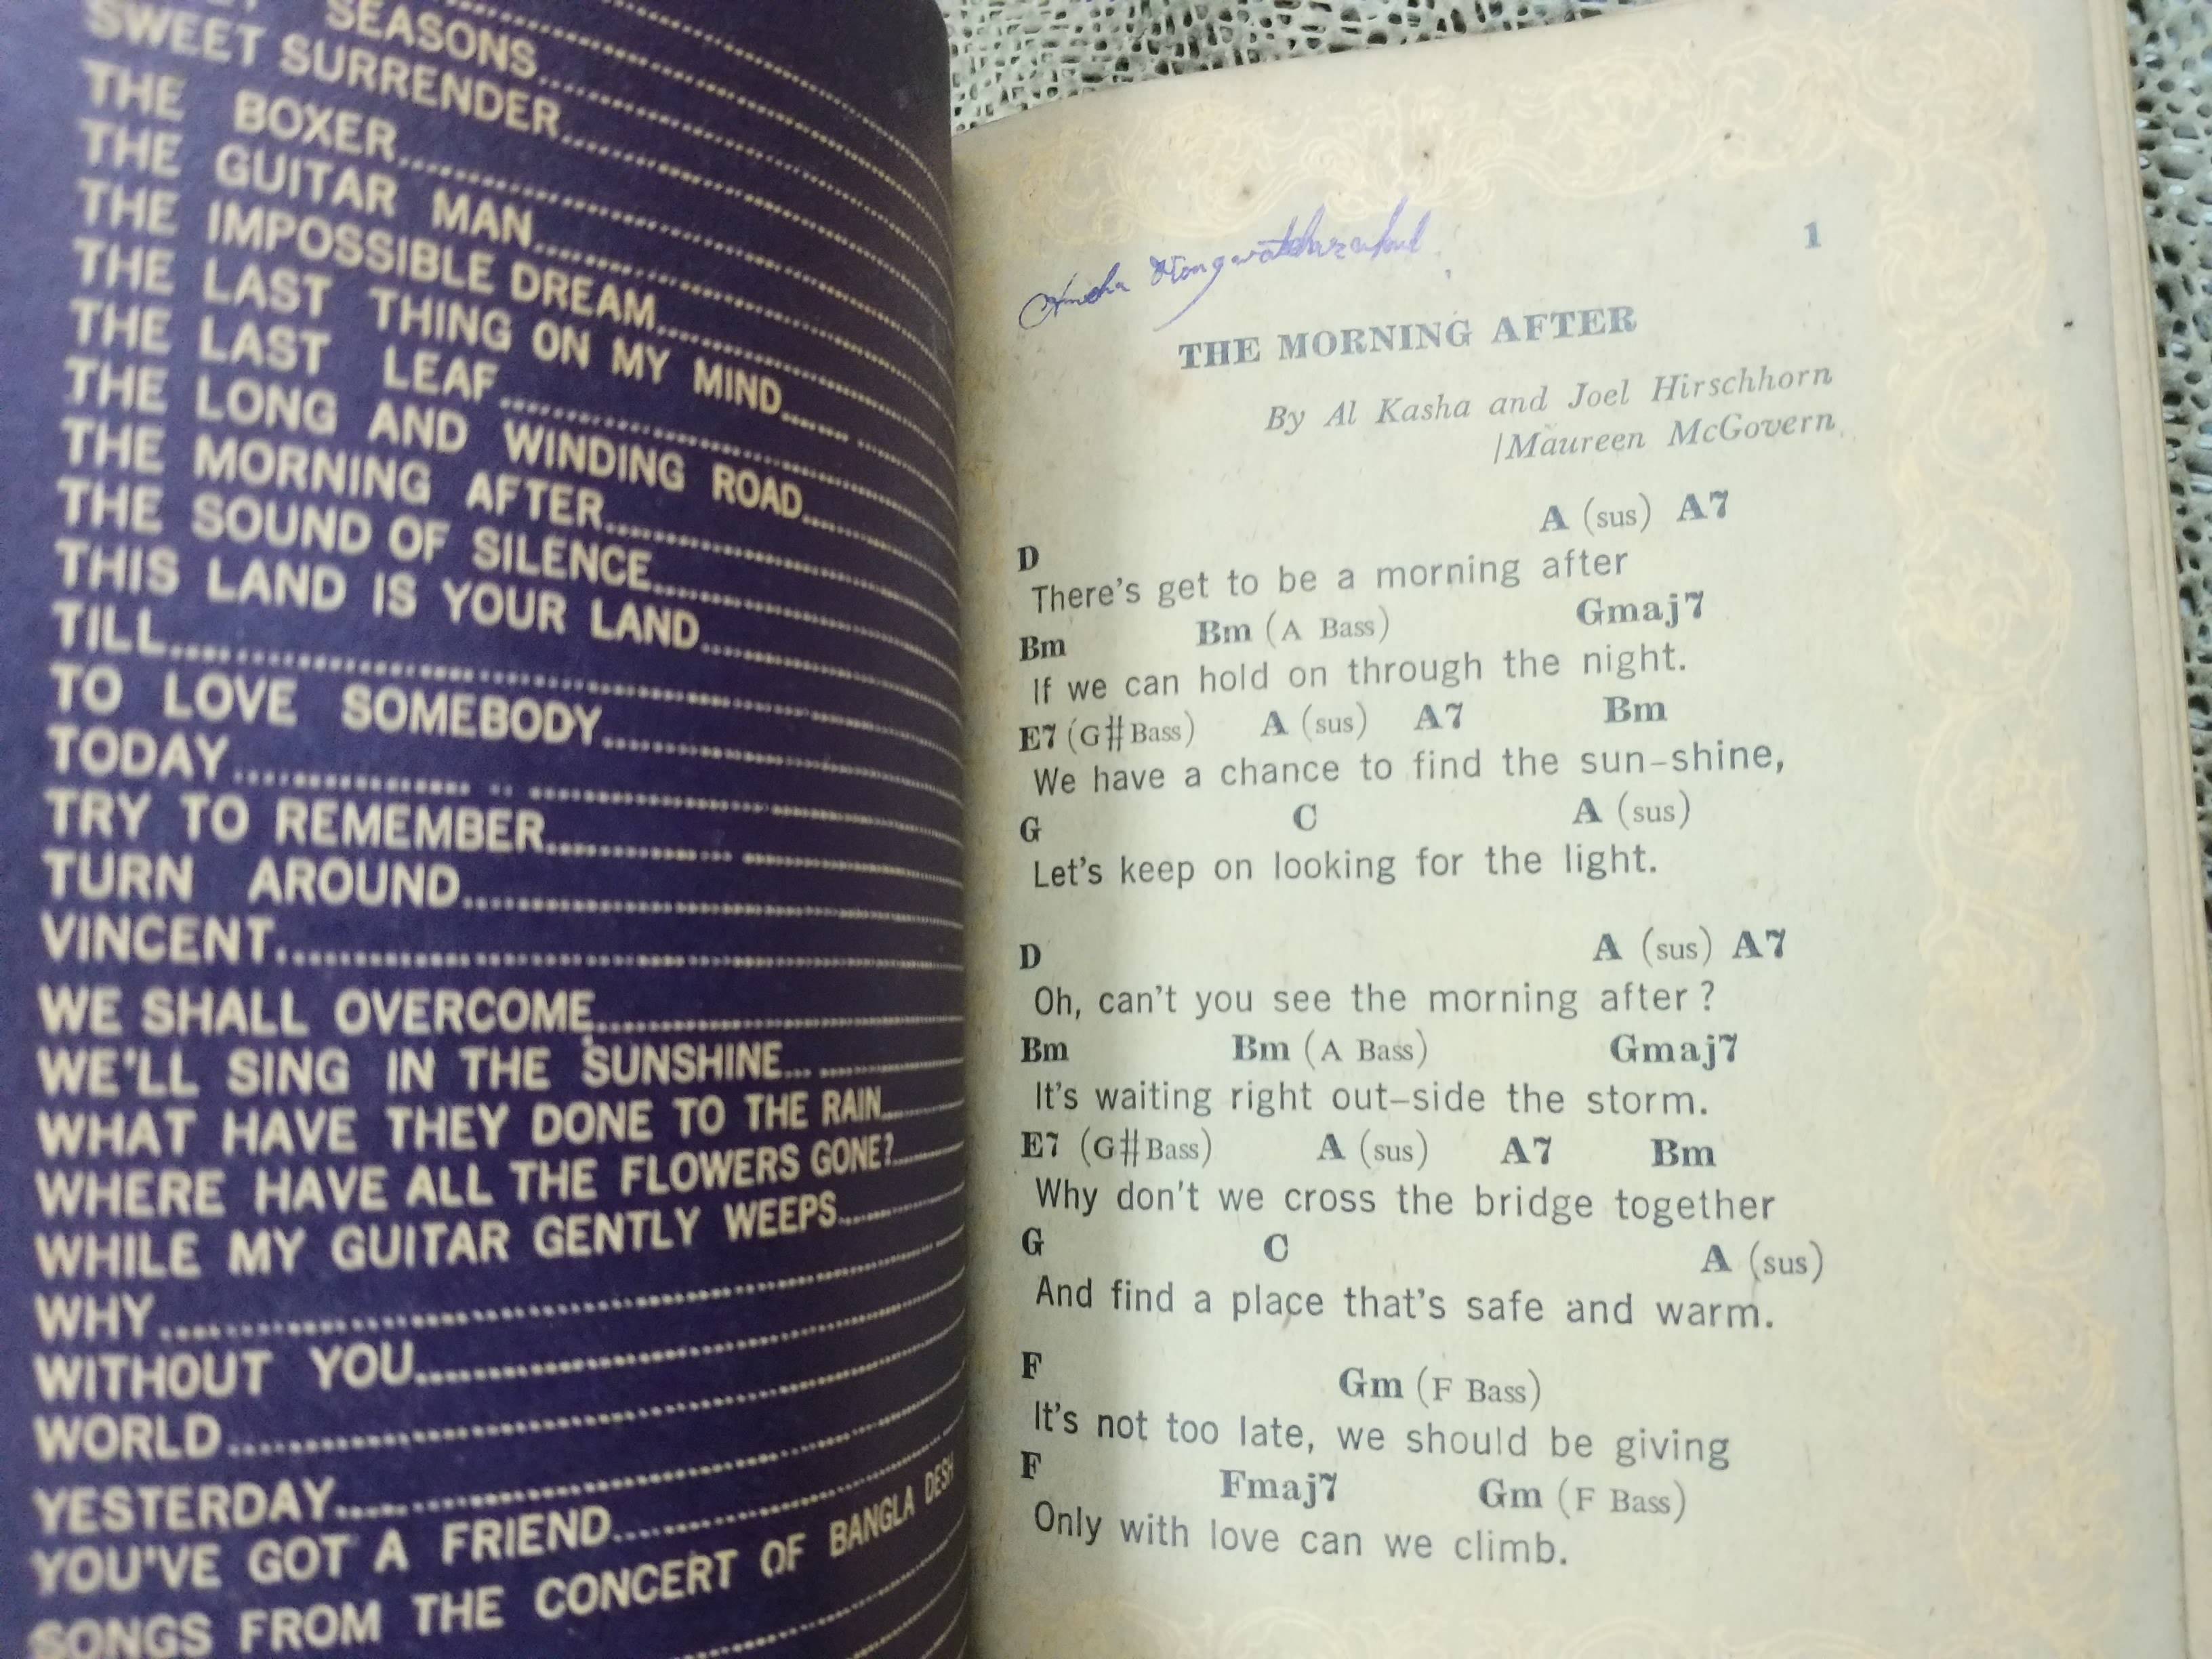 SEASONS
SWEET SURRENDER
THE BOXER
THE GUITAR MAN
THE IMPOSSIBLE DREAM
THE LAST THING ON MY MIND
THE LAST LEAF
THE LONG AND WINDING ROAD
THE MORNING AFTER
THE SOUND OF SILENCE
THIS LAND IS YOUR LAND
TILL
TO LOVE SOMEBODY
TODAY
TRY TO REMEMBER
TURN AROUND
VINCENT
WE SHALL OVERCOME
WE'LL SING IN THE SUNSHINE
WHAT HAVE THEY DONE TO THE RAIN
WHERE HAVE ALL THE FLOWERS GONE?
WHILE MY GUITAR GENTLY WEEPS
WHY
WITHOUT YOU
WORLD
YESTERDAY
YOU'VE GOT A FRIEND
SONGS FROM THE CONCERT OF BANGLA DESH
1
THE MORNING AFTER
By Al Kasha and Joel Hirschhorn
/Maureen McGovern
D A (sus) A7
There's get to be a morning after
Bm Bm (A Bass) Gmaj7
If we can hold on through the night.
E7 (G# Bass) A (sus) A7 Bm
We have a chance to find the sun-shine,
G C A (sus)
Let's keep on looking for the light.
D A (sus) A7
Oh, can't you see the morning after ?
Bm Bm (A Bass) Gmaj7
It's waiting right out-side the storm.
E7 (G# Bass) A (sus) A7 Bm
Why don't we cross the bridge together
G C A (sus)
And find a place that's safe and warm.
F Gm (F Bass)
It's not too late, we should be giving
F Fmaj7 Gm (F Bass)
Only with love can we climb.